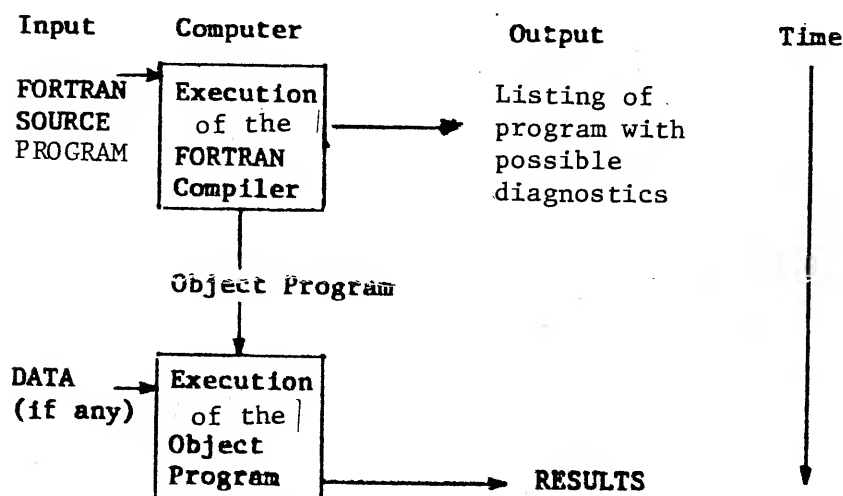 Input Computer Output Time
FORTRAN
SOURCE
PROGRAM
Execution
of the
FORTRAN
Compiler
Listing of
program with
possible
diagnostics
Object Program
DATA
(if any)
Execution
of the
Object
Program
RESULTS